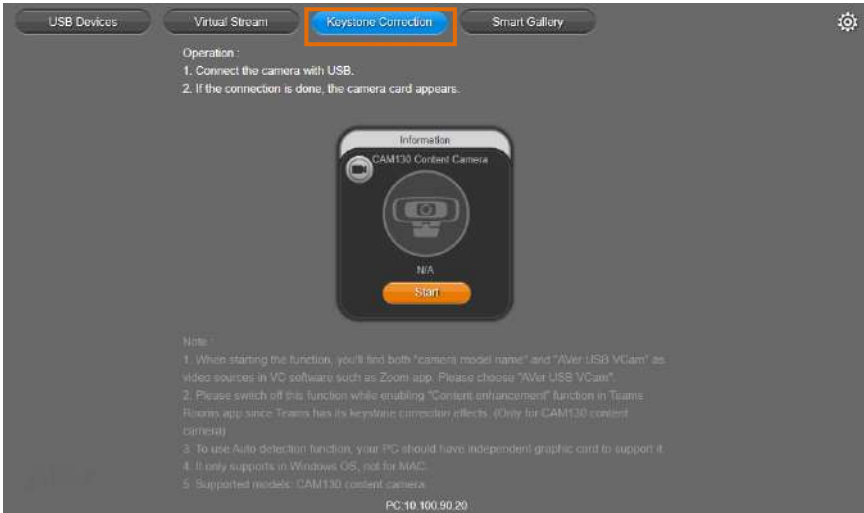 USB Devices
Virtual Stream
Keystone Correction
Smart Gallery
Operation :
1. Connect the camera with USB.
2. If the connection is done, the camera card appears.
Information
CAM130 Content Camera
N/A
Start
Note :
1. When starting the function, you'll find both "camera model name" and "AVer USB VCam" as
video sources in VC software such as Zoom app. Please choose "AVer USB VCam".
2. Please switch off this function while enabling "Content enhancement" function in Teams
Rooms app since Teams has its keystone correction effects. (Only for CAM130 content
camera)
3. To use Auto detection function, your PC should have independent graphic card to support it.
4. It only supports in Windows OS, not for MAC.
5. Supported models: CAM130 content camera.
PC:10.100.90.20